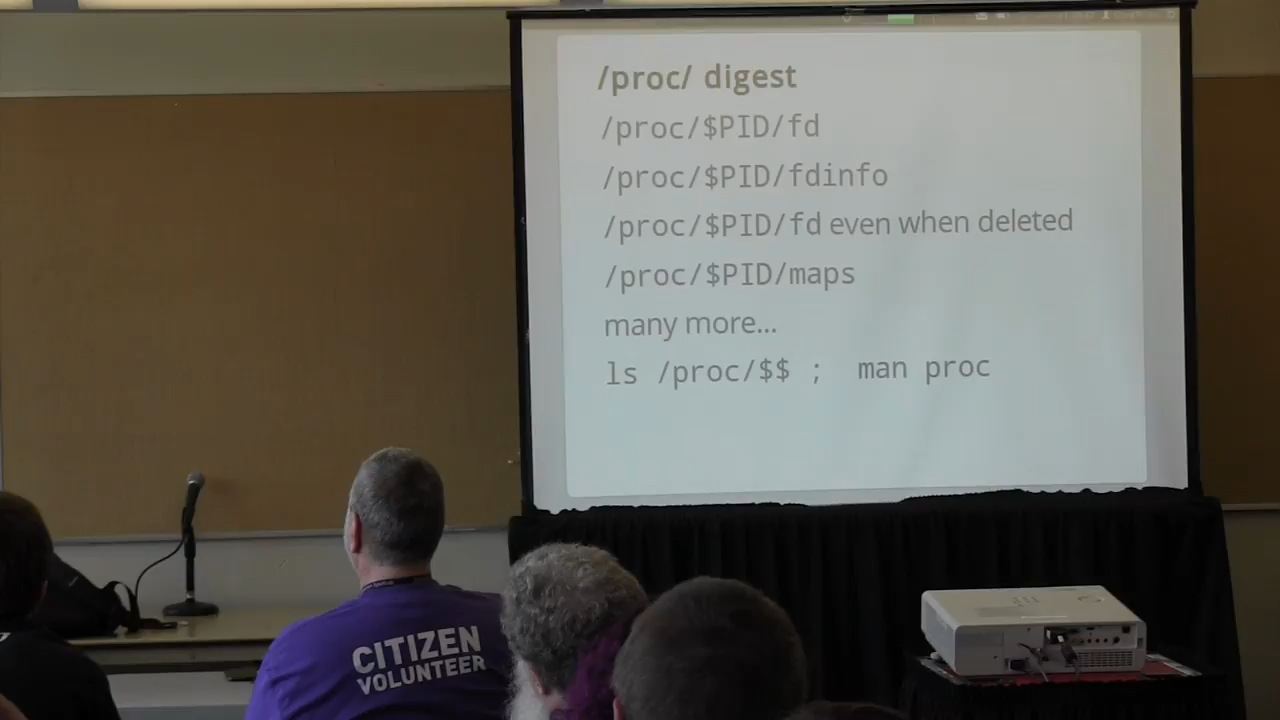 /proc/ digest
/proc/$PID/fd
/proc/$PID/fdinfo
/proc/$PID/fd even when deleted
/proc/$PID/maps
many more...
ls /proc/$$ ;  man proc
CITIZEN
VOLUNTEER